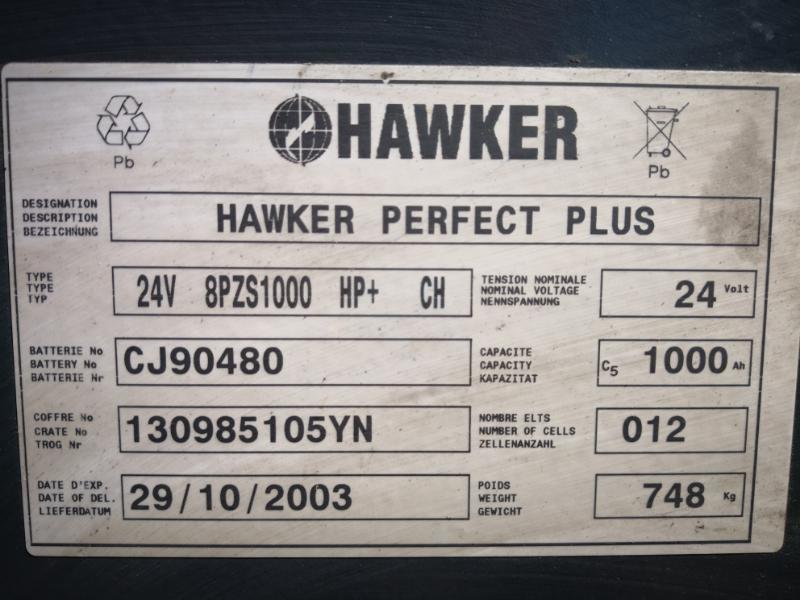 HAWKER
Pb
Pb
DESIGNATION
DESCRIPTION
BEZEICHNUNG
HAWKER PERFECT PLUS
TYPE
TYPE
TYP
24V 8PZS1000 HP+ CH
TENSION NOMINALE
NOMINAL VOLTAGE
NENNSPANNUNG
24 Volt
BATTERIE No
BATTERY No
BATTERIE Nr
CJ90480
CAPACITE
CAPACITY
KAPAZITAT
C5 1000 Ah
COFFRE No
CRATE No
TROG Nr
130985105YN
NOMBRE ELTS
NUMBER OF CELLS
ZELLENANZAHL
012
DATE D'EXP.
DATE OF DEL.
LIEFERDATUM
29/10/2003
POIDS
WEIGHT
GEWICHT
748 Kg